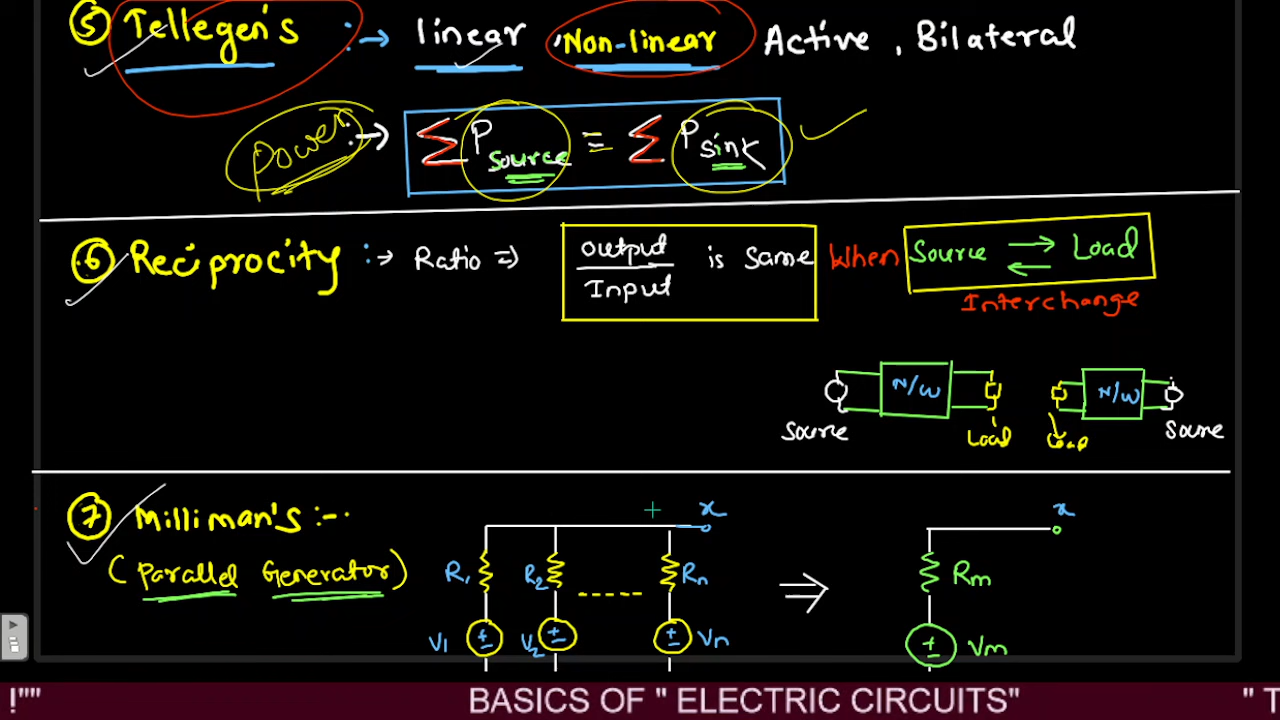 ⑤ Tellegen's :→ linear, Non-linear Active, Bilateral
Power :→ ΣP source = ΣP sink
⑥ Reciprocity :→ Ratio ⇒ Output / Input is same When Source ⇄ Load
Interchange
N/W N/W
Source Load Load Source
⑦ Milliman's :-
(Parallel Generator)
x x
R1 R2 Rn ⇒ Rm
V1 V2 Vn Vm
!"" BASICS OF " ELECTRIC CIRCUITS" " T